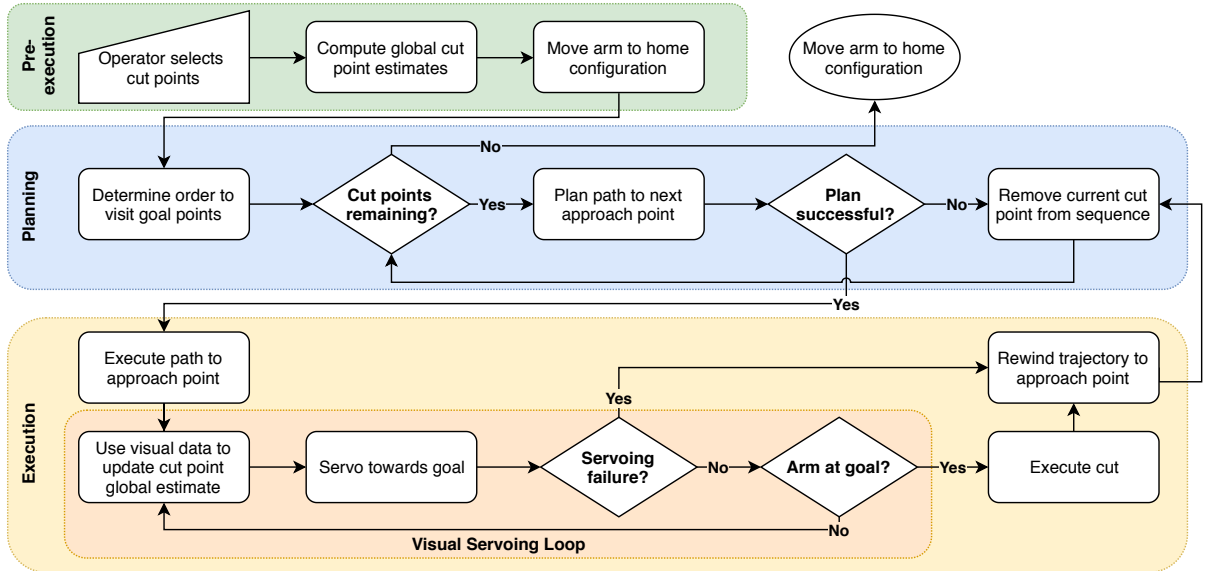 Pre-
execution
Operator selects
cut points
Compute global cut
point estimates
Move arm to home
configuration
Move arm to home
configuration
Planning
No
Determine order to
visit goal points
Cut points
remaining?
Yes
Plan path to next
approach point
Plan
successful?
No
Remove current cut
point from sequence
Yes
Execution
Execute path to
approach point
Rewind trajectory to
approach point
Yes
Use visual data to
update cut point
global estimate
Servo towards goal
Servoing
failure?
No
Arm at goal?
Yes
Execute cut
No
Visual Servoing Loop